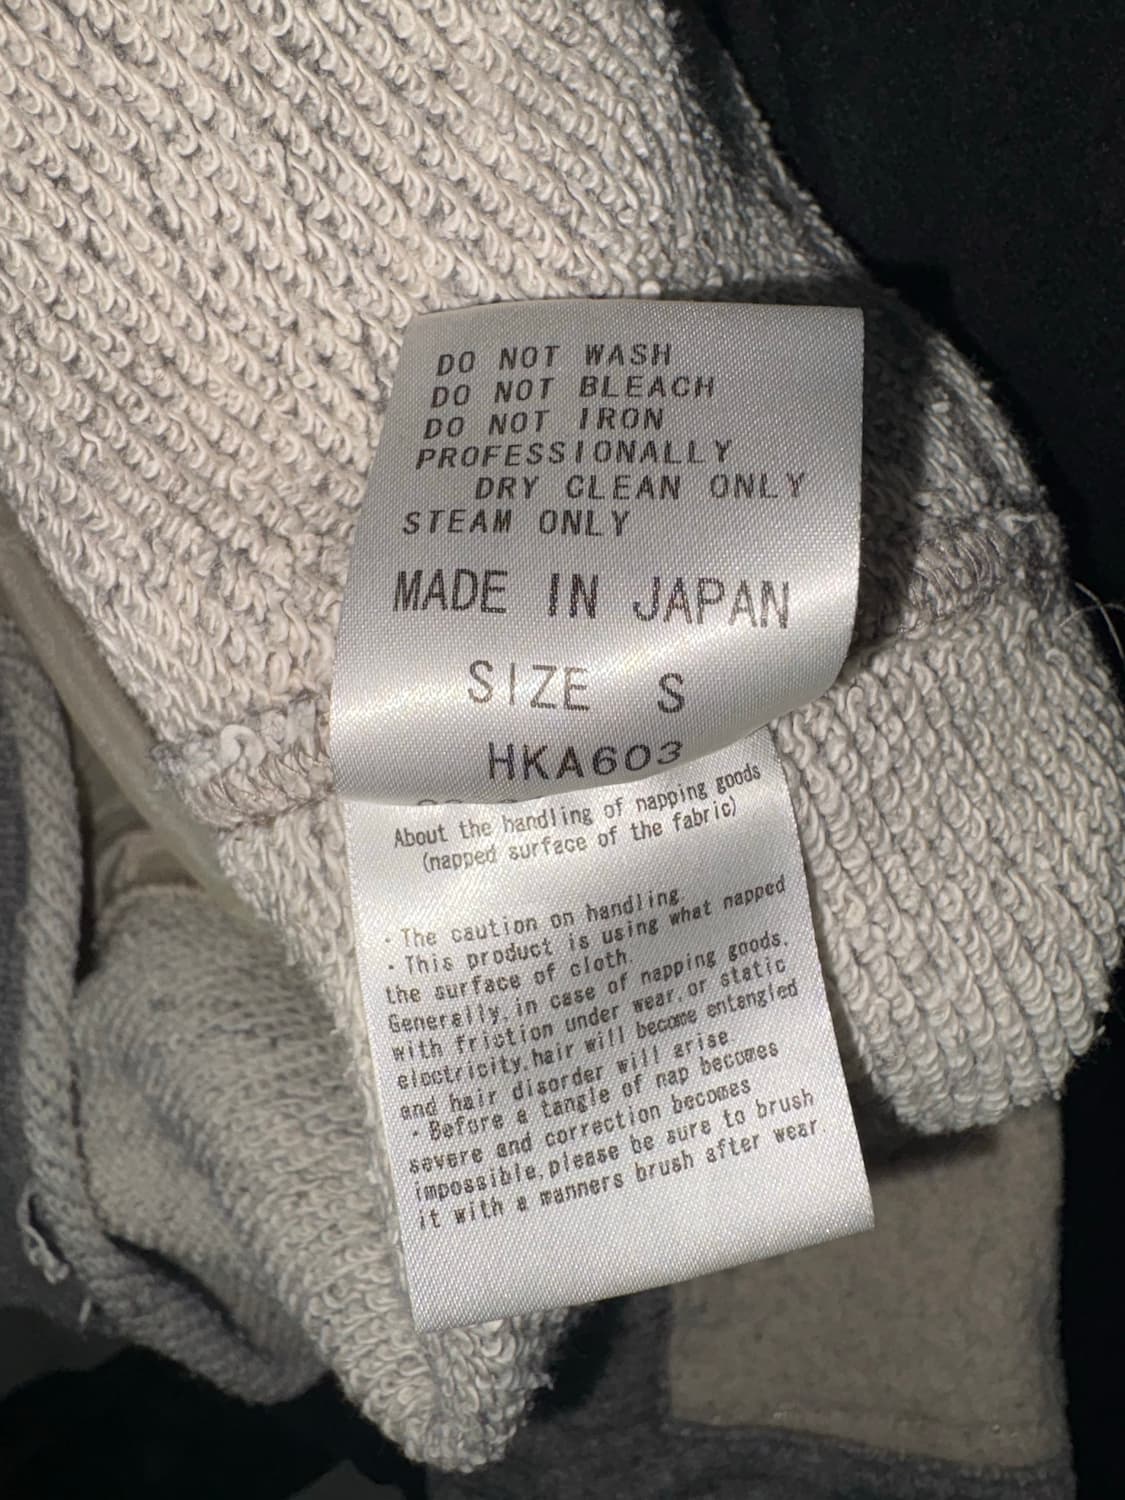 DO NOT WASH
DO NOT BLEACH
DO NOT IRON
PROFESSIONALLY
DRY CLEAN ONLY
STEAM ONLY
MADE IN JAPAN
SIZE S
HKA603
About the handling of napping goods
(napped surface of the fabric)
・The caution on handling
・This product is using what napped
the surface of cloth.
Generally,in case of napping goods,
with friction under wear,or static
electricity,hair will become entangled
and hair disorder will arise
・Before a tangle of nap becomes
severe and correction becomes
impossible,please be sure to brush
it with a manners brush after wear